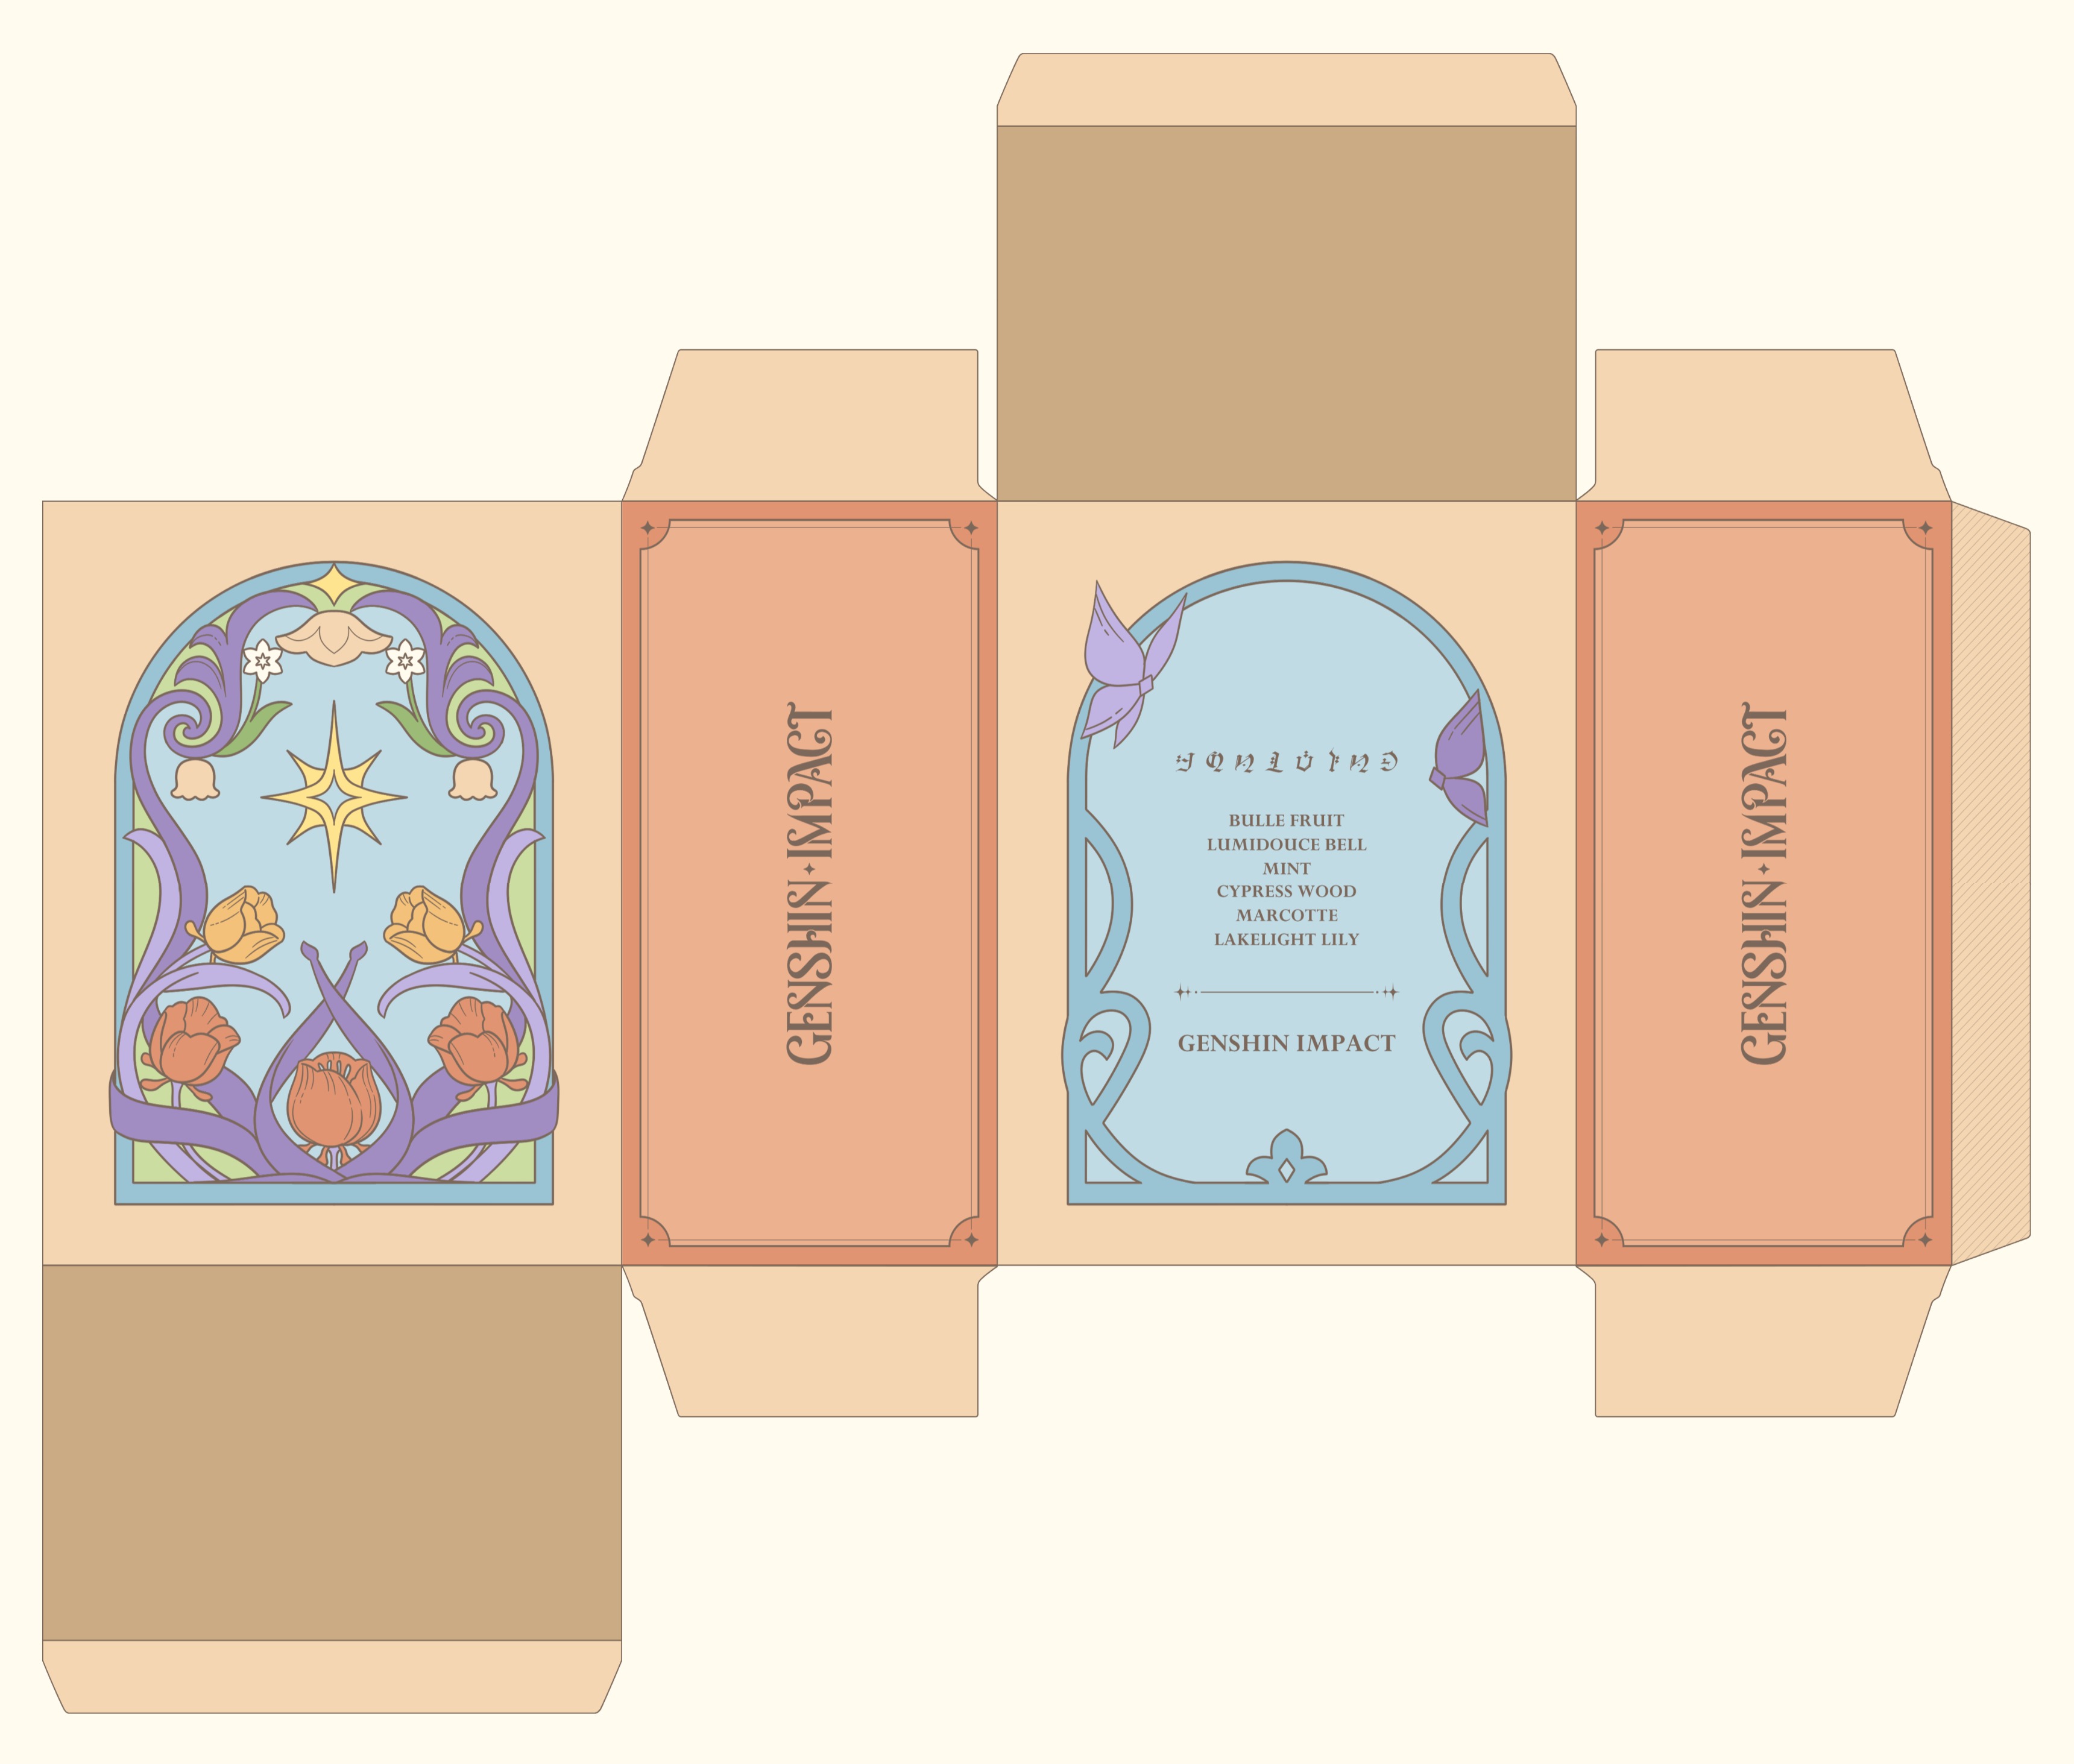 GENSHIN IMPACT
BULLE FRUIT
LUMIDOUCE BELL
MINT
CYPRESS WOOD
MARCOTTE
LAKELIGHT LILY
GENSHIN IMPACT
GENSHIN IMPACT